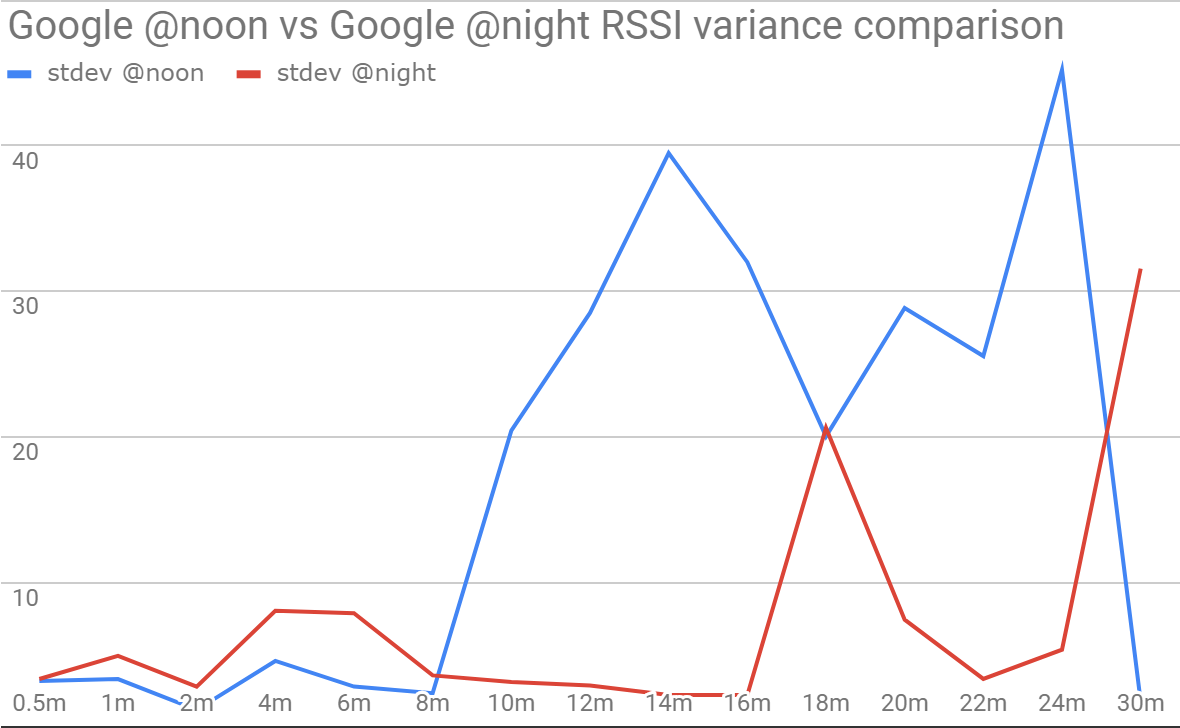 Google @noon vs Google @night RSSI variance comparison
stdev @noon stdev @night
40
30
20
10
0.5m 1m 2m 4m 6m 8m 10m 12m 14m 16m 18m 20m 22m 24m 30m